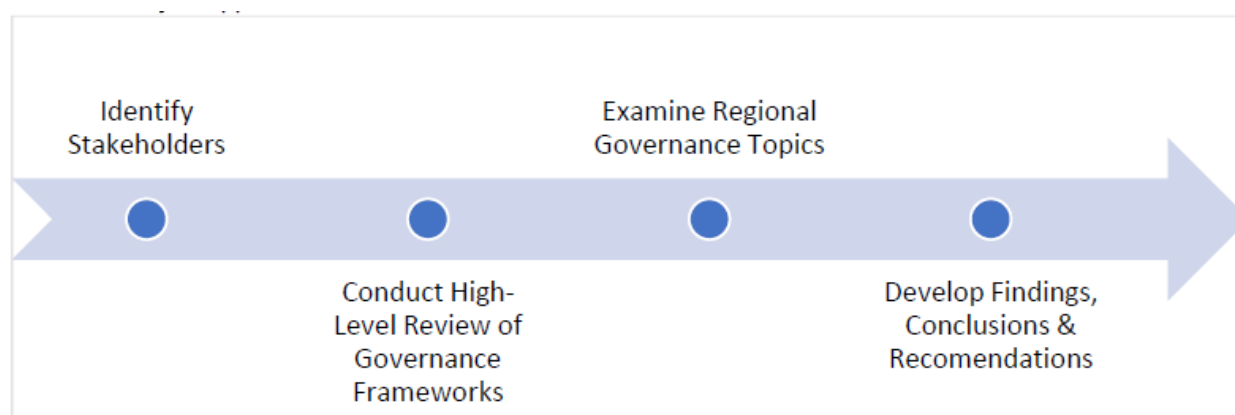 Identify
Stakeholders
Conduct High-
Level Review of
Governance
Frameworks
Examine Regional
Governance Topics
Develop Findings,
Conclusions &
Recomendations